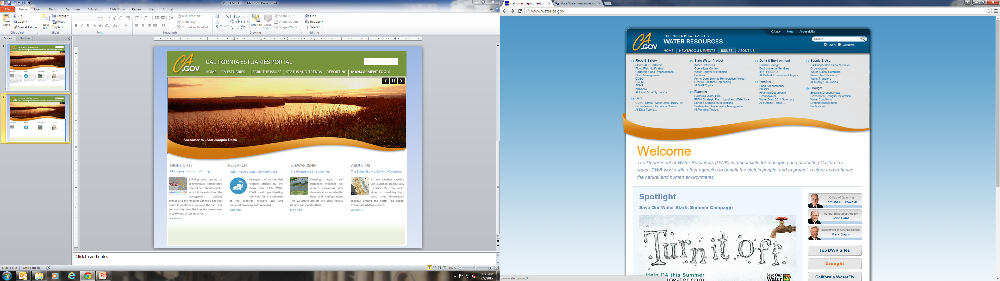 Portal Mockup - Microsoft PowerPoint
File Home Insert Design Transitions Animations Slide Show Review View Acrobat
Paste
Cut
Copy
Format Painter
Clipboard
New
Slide
Layout
Reset
Section
Slides
9
Font
Paragraph
Text Direction
Align Text
Convert to SmartArt
Arrange
Quick
Styles
Shape Fill
Shape Outline
Shape Effects
Drawing
Find
Replace
Select
Editing
Slides Outline
1
2
CA.GOV
CALIFORNIA ESTUARIES PORTAL
Search
HOME CA ESTUARIES LEARN THE ISSUES STATUS AND TRENDS REPORTING MANAGEMENT TOOLS
Sacramento - San Joaquin Delta
HIGHLIGHTS
Managing Salinity in a Drought
Building data stories to
communicate complicated
topics. Learn about Salinity,
why it is important and the
management options
available to the resource agencies. See real
time EC conditions, visualize the salt field
and spatially view the important resources
used to control salt intrusion.
Learn more
RESEARCH
Real-Time Acoustic Telemetry Data
In support of various fish
tracking studies by the
Army Corp, USGS, MWD,
DWR and participating
agencies for management
of the receiver network ops and
visualization of raw and processed...
Learn more
STEWARDSHIP
Creating new, self sustaining
Creating new, self
sustaining wetlands will
require excavating new
channels at various depths,
sizes and configurations.
This 1,100acre project will apply various
designs and monitor their...
Learn more
ABOUT US
The Estuaries Monitoring Workgroup
A new weather satellite
was launched on Thursday
(February 27) from Japan
aimed at providing high-
tech, three dimensional
snowfall around the earth. The Global
Precipitation Measurement...
Learn more
Click to add notes
Slide 2 of 2 "Office Theme" 107%
11:53 AM
7/2/2015
California Department of State Water Resources Co
www.water.ca.gov
CA.gov | Help | Accessibility
CA.GOV
CALIFORNIA DEPARTMENT OF
WATER RESOURCES
Search
DWR California
HOME NEWSROOM & EVENTS ISSUES ABOUT US
Flood & Safety
FloodSAFE California
Flood Risk Notification
California Flood Preparedness
Flood Management
CDEC
CVFMP
SFMP
FESSRO
All Flood & Safety Topics...
Data
CDEC CIMIS Water Data Library IEP
Groundwater Information Center
All Data Topics...
State Water Project
Water Deliveries
Operations Control
Water Contract Extension
Facilities
Perris Dam Seismic Remediation Project
Oroville Facilities Relicensing
All SWP Topics...
Planning
California Water Plan
IRWM Strategic Plan Land and Water Use
Surface Storage Investigations
Sustainable Groundwater Management
All Planning Topics...
Delta & Environment
Climate Change
Environmental Services
IEP FESSRO
All Delta & Environment Topics...
Funding
Bond Accountability
BRASS
Financial Documents
Groundwater
Water Bond 2014 Summary
All Funding Topics...
Supply & Use
CA Cooperative Snow Surveys
Groundwater
Water Supply Contracts
Water Use Efficiency
Water Transfers
All Supply/Use Topics...
Drought
Breaking Drought News
Governor's Drought Declaration
Water Conditions
Drought Background
Publications
Welcome
The Department of Water Resources (DWR) is responsible for managing and protecting California's
water. DWR works with other agencies to benefit the state's people, and to protect, restore and enhance
the natural and human environments.
Spotlight
Save Our Water Starts Summer Campaign
Turn it Off.
Help CA this Summer
urwater.com
Save Our
Water
Office of Governor
Edmund G. Brown Jr.
Natural Resources Agency
John Laird
Department of Water Resources
Mark Cowin
Top DWR Sites
Drought
California WaterFix
www.water.ca.gov/#